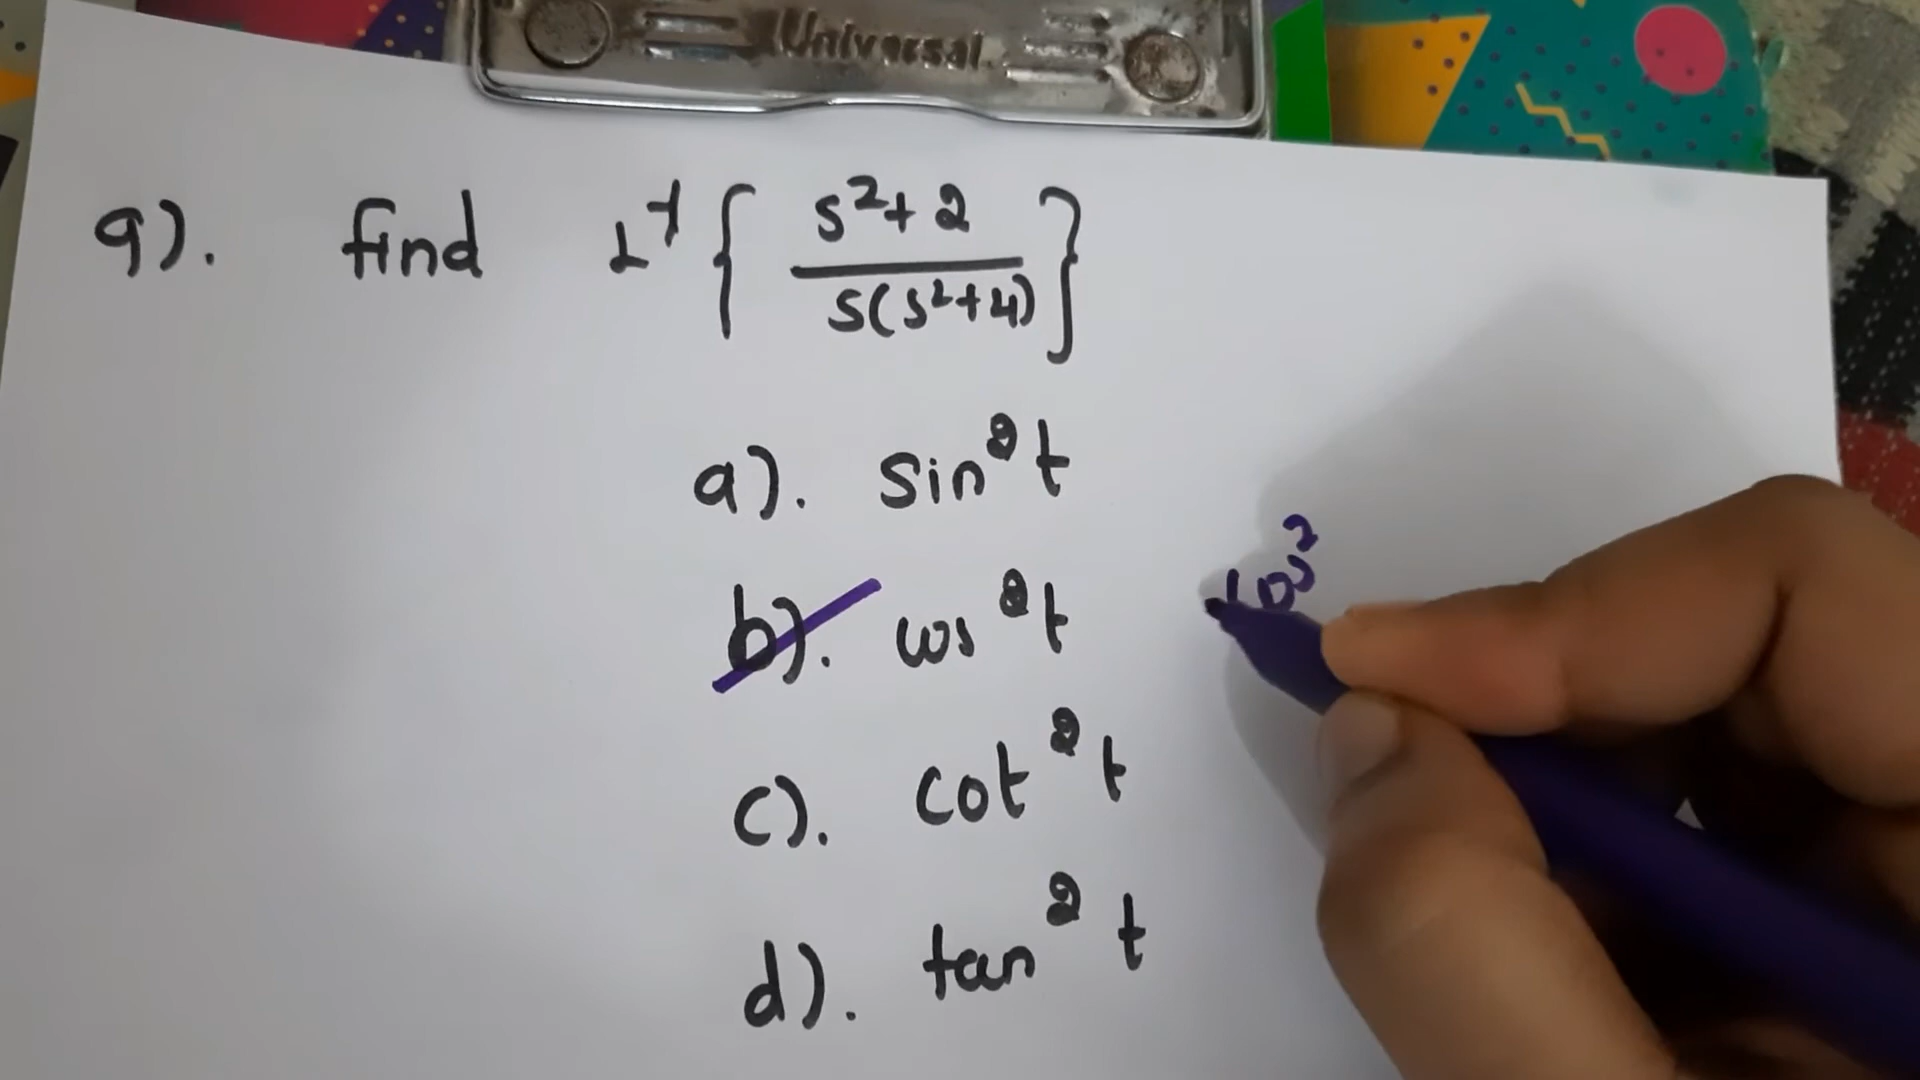 Universal
9). find L⁻¹ { s²+2 / s(s²+4) }
a). sin²t
b). cos²t
cos²
c). cot²t
d). tan²t